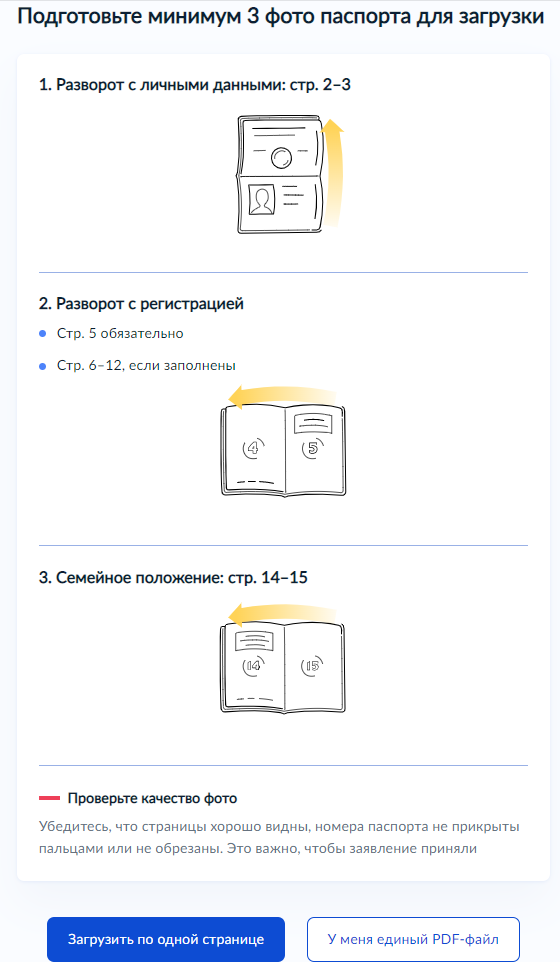 Подготовьте минимум 3 фото паспорта для загрузки
1. Разворот с личными данными: стр. 2–3
2. Разворот с регистрацией
Стр. 5 обязательно
Стр. 6–12, если заполнены
4 5
3. Семейное положение: стр. 14–15
14 15
Проверьте качество фото
Убедитесь, что страницы хорошо видны, номера паспорта не прикрыты
пальцами или не обрезаны. Это важно, чтобы заявление приняли
Загрузить по одной странице
У меня единый PDF-файл